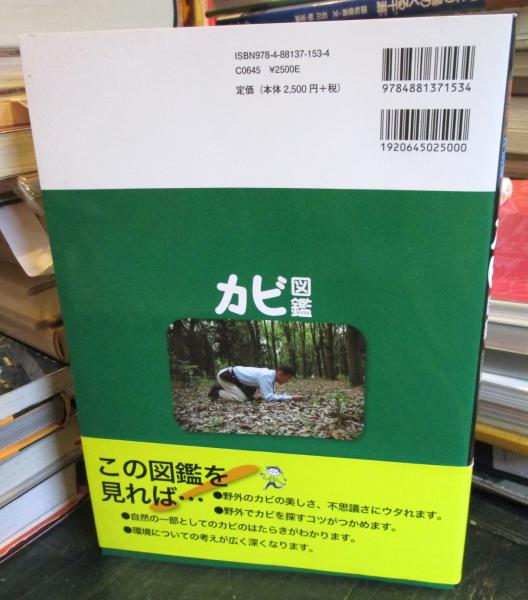 ISBN978-4-88137-153-4
C0645 ¥2500E
定価（本体2,500円+税）
9784881371534
1920645025000
カビ図鑑
この図鑑を
見れば…
●野外のカビの美しさ、不思議さにウタれます。
●野外でカビを探すコツがつかめます。
●自然の一部としてのカビのはたらきがわかります。
●環境についての考えが広く深くなります。